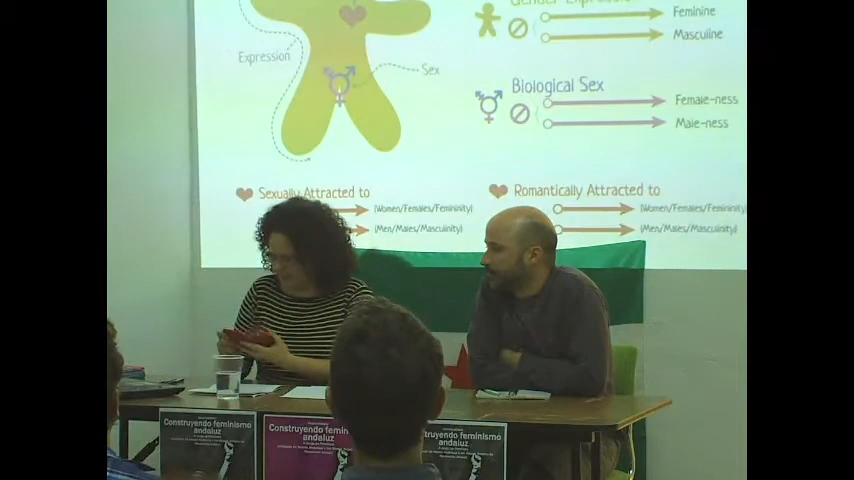 Gender Expression
Feminine
Masculine
Expression
Sex
Biological Sex
Female-ness
Male-ness
Sexually Attracted to
(Women/Females/Femininity)
(Men/Males/Masculinity)
Romantically Attracted to
(Women/Females/Femininity)
(Men/Males/Masculinity)
Construyendo feminismo
andaluz
Construyendo femini
andaluz
Construyendo feminismo
andaluz